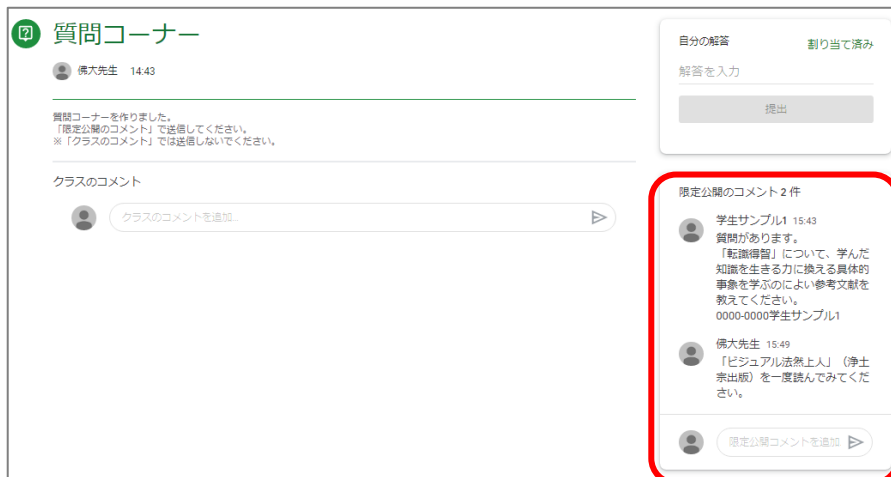 質問コーナー
佛大先生 14:43
質問コーナーを作りました。
「限定公開のコメント」で送信してください。
※「クラスのコメント」では送信しないでください。
クラスのコメント
クラスのコメントを追加...
自分の解答 割り当て済み
解答を入力
提出
限定公開のコメント 2 件
学生サンプル1 15:43
質問があります。
「転識得智」について、学んだ
知識を生きる力に換える具体的
事象を学ぶのによい参考文献を
教えてください。
0000-0000学生サンプル1
佛大先生 15:49
「ビジュアル法然上人」（浄土
宗出版）を一度読んでみてくだ
さい。
限定公開コメントを追加